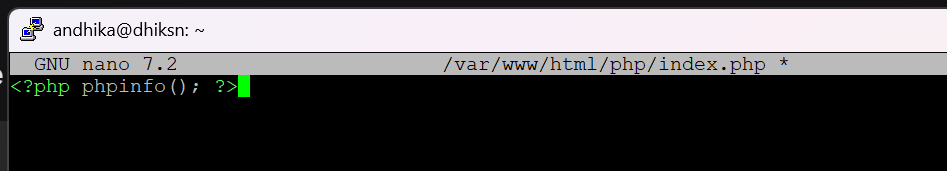 andhika@dhiksn: ~
GNU nano 7.2 /var/www/html/php/index.php *
<?php phpinfo(); ?>